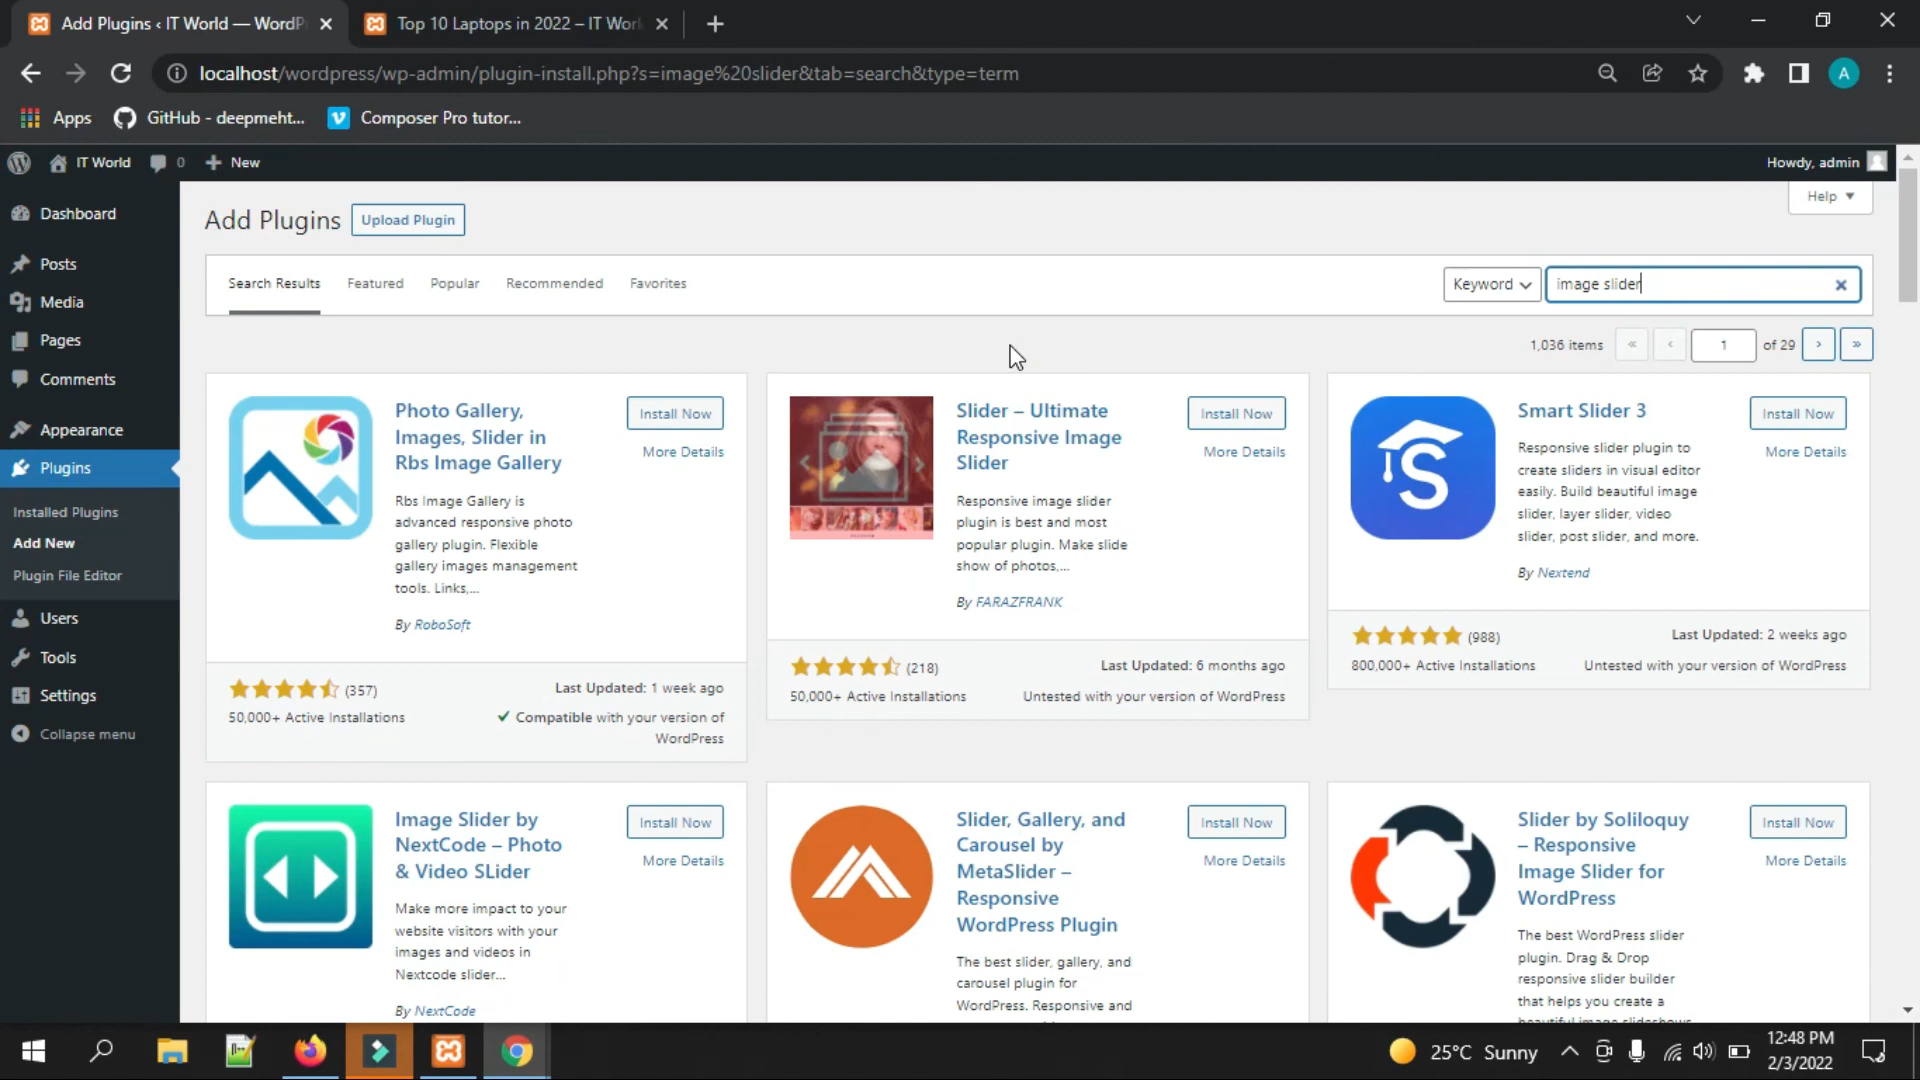 Add Plugins ‹ IT World — WordP
Top 10 Laptops in 2022 – IT Worl
localhost/wordpress/wp-admin/plugin-install.php?s=image%20slider&tab=search&type=term
A
Apps
GitHub - deepmeht...
Composer Pro tutor...
IT World
0
New
Howdy, admin
Dashboard
Posts
Media
Pages
Comments
Appearance
Plugins
Installed Plugins
Add New
Plugin File Editor
Users
Tools
Settings
Collapse menu
Help
Add Plugins
Upload Plugin
Search Results
Featured
Popular
Recommended
Favorites
Keyword
image slider
1,036 items
«
‹
1
of 29
›
»
Photo Gallery,
Images, Slider in
Rbs Image Gallery
Install Now
More Details
Rbs Image Gallery is
advanced responsive photo
gallery plugin. Flexible
gallery images management
tools. Links,...
By RoboSoft
(357)
50,000+ Active Installations
Last Updated: 1 week ago
✓ Compatible with your version of
WordPress
Slider – Ultimate
Responsive Image
Slider
Install Now
More Details
Responsive image slider
plugin is best and most
popular plugin. Make slide
show of photos,...
By FARAZFRANK
(218)
50,000+ Active Installations
Last Updated: 6 months ago
Untested with your version of WordPress
S
Smart Slider 3
Install Now
More Details
Responsive slider plugin to
create sliders in visual editor
easily. Build beautiful image
slider, layer slider, video
slider, post slider, and more.
By Nextend
(988)
800,000+ Active Installations
Last Updated: 2 weeks ago
Untested with your version of WordPress
Image Slider by
NextCode – Photo
& Video SLider
Install Now
More Details
Make more impact to your
website visitors with your
images and videos in
Nextcode slider...
By NextCode
Slider, Gallery, and
Carousel by
MetaSlider –
Responsive
WordPress Plugin
Install Now
More Details
The best slider, gallery, and
carousel plugin for
WordPress. Responsive and
Slider by Soliloquy
– Responsive
Image Slider for
WordPress
Install Now
More Details
The best WordPress slider
plugin. Drag & Drop
responsive slider builder
that helps you create a
beautiful image slideshows
25°C Sunny
12:48 PM
2/3/2022